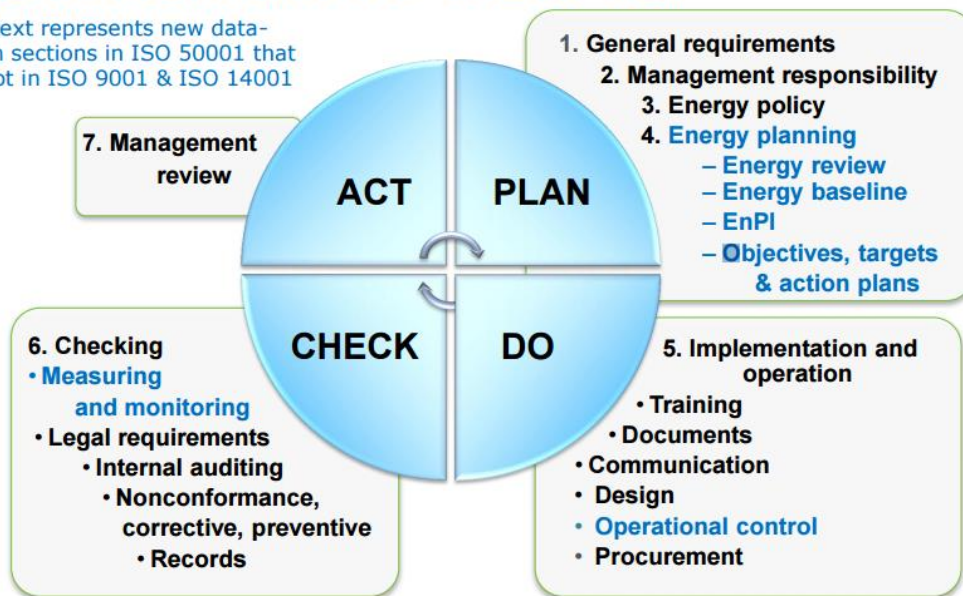 ext represents new data-
sections in ISO 50001 that
ot in ISO 9001 & ISO 14001
1. General requirements
2. Management responsibility
3. Energy policy
4. Energy planning
– Energy review
– Energy baseline
– EnPI
– Objectives, targets
& action plans
7. Management
review
ACT
PLAN
CHECK
DO
6. Checking
• Measuring
and monitoring
• Legal requirements
• Internal auditing
• Nonconformance,
corrective, preventive
• Records
5. Implementation and
operation
• Training
• Documents
• Communication
• Design
• Operational control
• Procurement